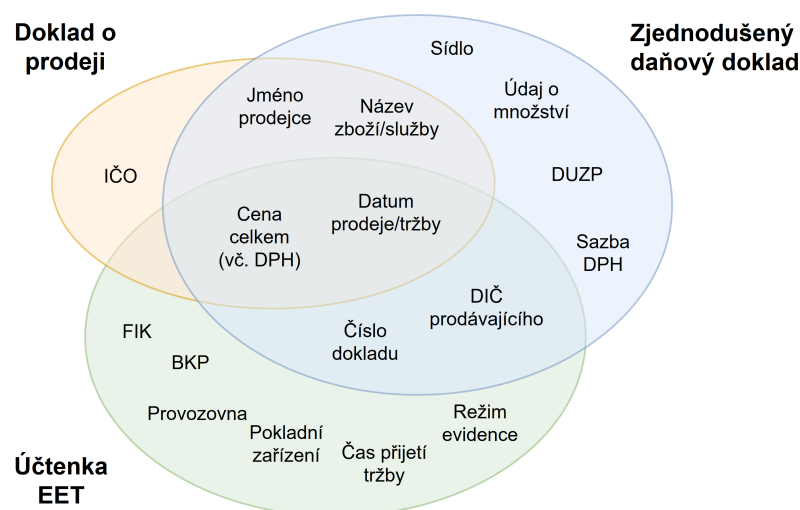 Doklad o
prodeji
Zjednodušený
daňový doklad
Sídlo
Údaj o
množství
Jméno
prodejce
Název
zboží/služby
IČO
DUZP
Datum
prodeje/tržby
Cena
celkem
(vč. DPH)
Sazba
DPH
DIČ
prodávajícího
FIK
Číslo
dokladu
BKP
Provozovna
Režim
evidence
Pokladní
zařízení
Čas přijetí
tržby
Účtenka
EET